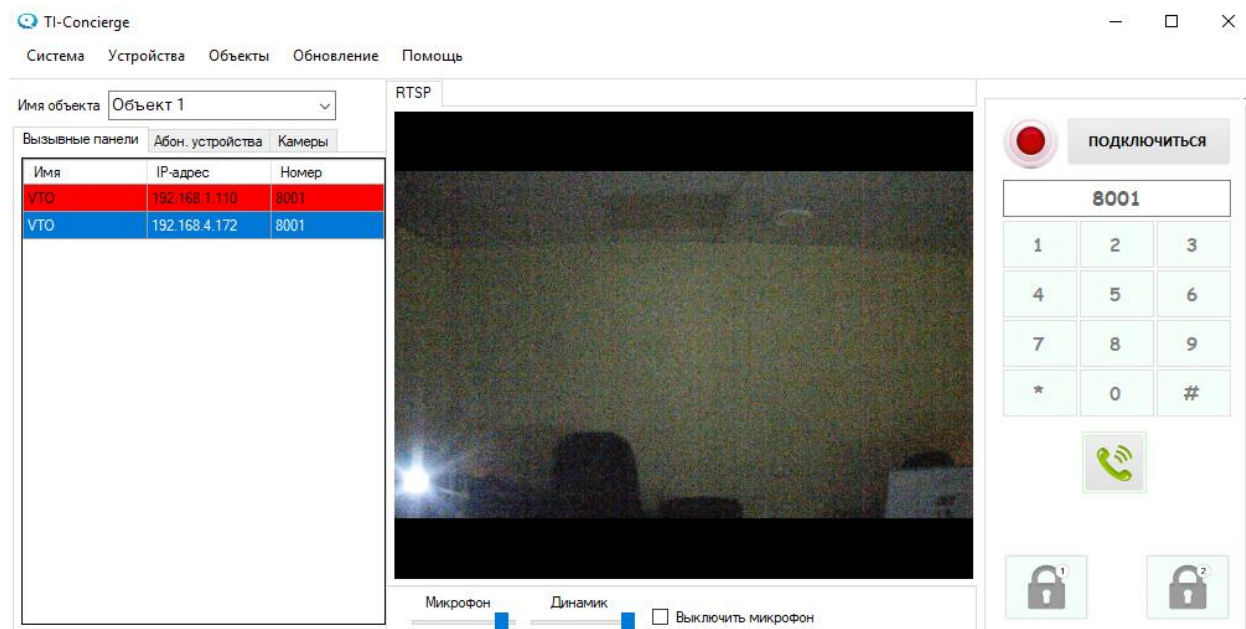 TI-Concierge
Система Устройства Объекты Обновление Помощь
Имя объекта Объект 1
Вызывные панели Абон. устройства Камеры
Имя IP-адрес Номер
VTO 192.168.1.110 8001
VTO 192.168.4.172 8001
RTSP
Микрофон Динамик Выключить микрофон
ПОДКЛЮЧИТЬСЯ
8001
1 2 3
4 5 6
7 8 9
* 0 #
1 2